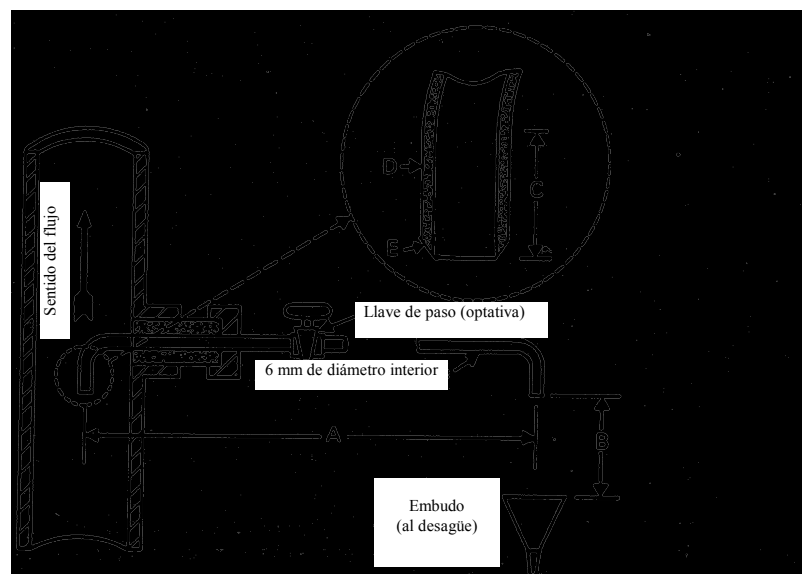 D
C
E
Sentido del flujo
Llave de paso (optativa)
6 mm de diámetro interior
A
B
Embudo
(al desagüe)